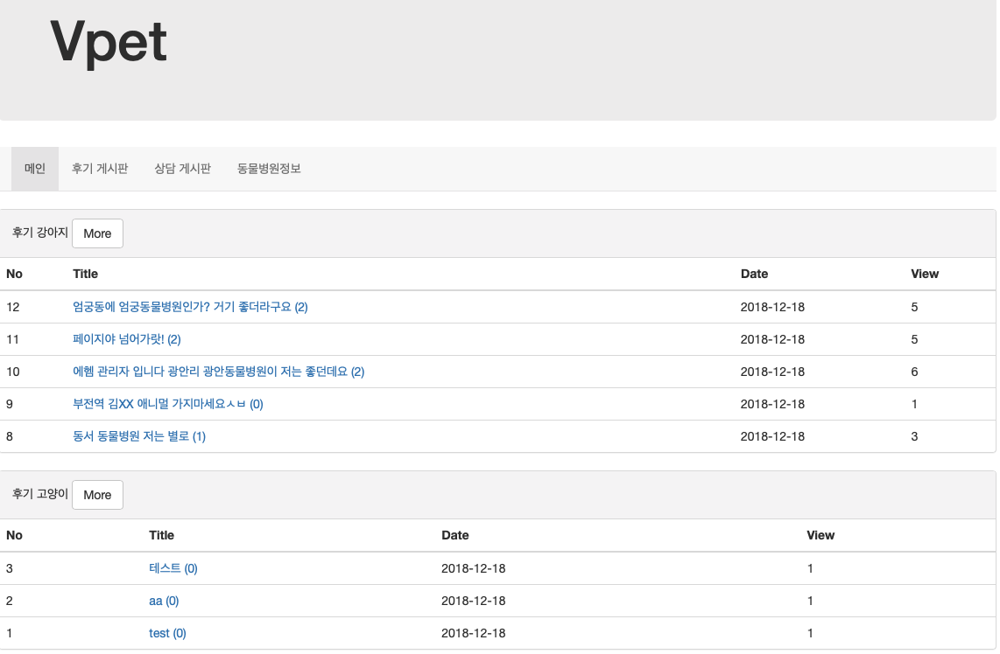 Vpet
메인 후기 게시판 상담 게시판 동물병원정보
후기 강아지 More
No Title Date View
12 엄궁동에 엄궁동물병원인가? 거기 좋더라구요 (2) 2018-12-18 5
11 페이지야 넘어가랏! (2) 2018-12-18 5
10 에헴 관리자 입니다 광안리 광안동물병원이 저는 좋던데요 (2) 2018-12-18 6
9 부전역 김XX 애니멀 가지마세요ㅅㅂ (0) 2018-12-18 1
8 동서 동물병원 저는 별로 (1) 2018-12-18 3
후기 고양이 More
No Title Date View
3 테스트 (0) 2018-12-18 1
2 aa (0) 2018-12-18 1
1 test (0) 2018-12-18 1